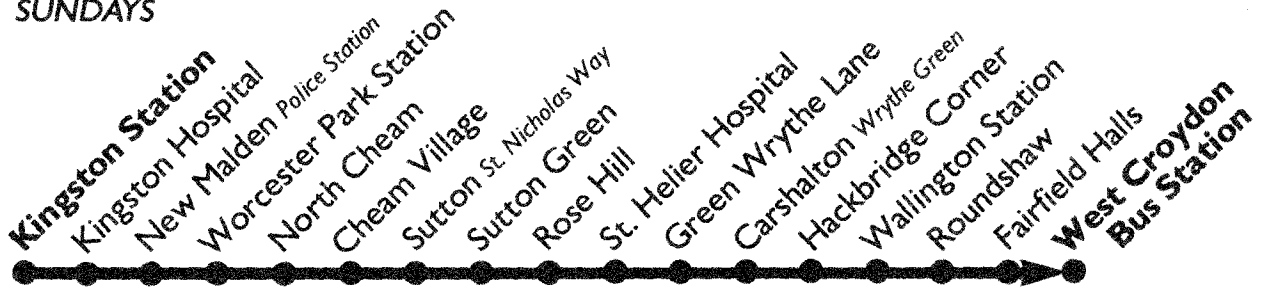 SUNDAYS
Kingston Station
Kingston Hospital
New Malden Police Station
Worcester Park Station
North Cheam
Cheam Village
Sutton St. Nicholas Way
Sutton Green
Rose Hill
St. Helier Hospital
Green Wrythe Lane
Carshalton Wrythe Green
Hackbridge Corner
Wallington Station
Roundshaw
Fairfield Halls
West Croydon
Bus Station